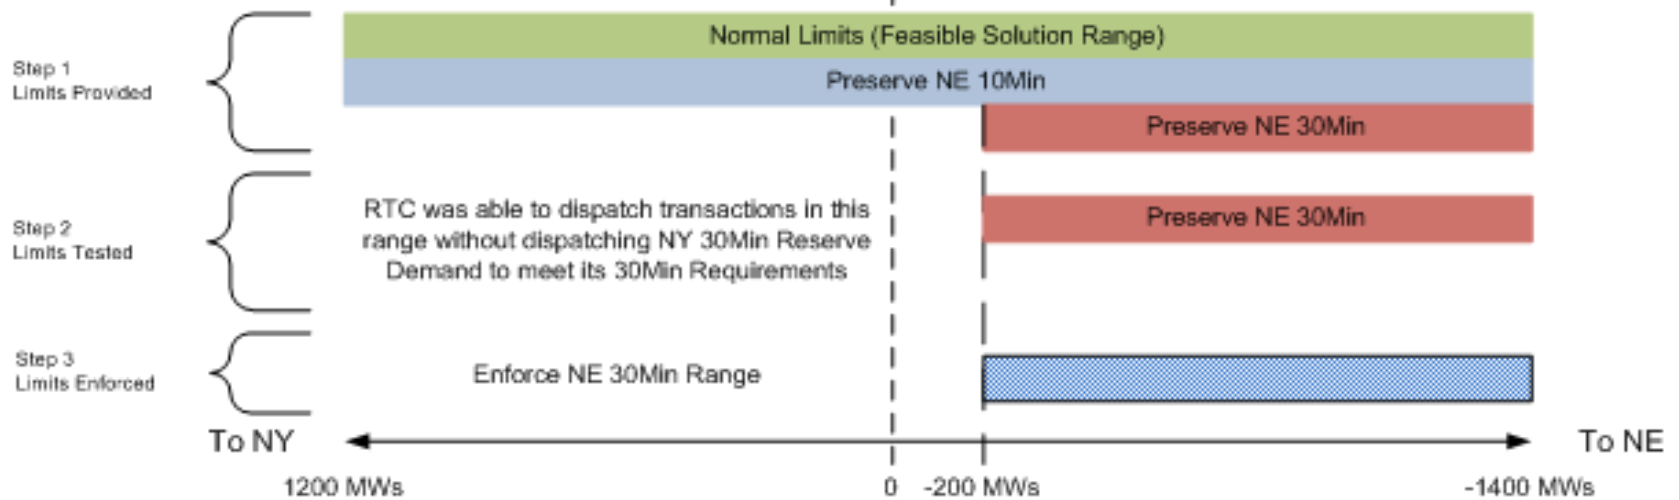 Normal Limits (Feasible Solution Range)
Step 1
Limits Provided
Preserve NE 10Min
Preserve NE 30Min
Step 2
Limits Tested
RTC was able to dispatch transactions in this
range without dispatching NY 30Min Reserve
Demand to meet its 30Min Requirements
Preserve NE 30Min
Step 3
Limits Enforced
Enforce NE 30Min Range
To NY
To NE
1200 MWs
0
-200 MWs
-1400 MWs